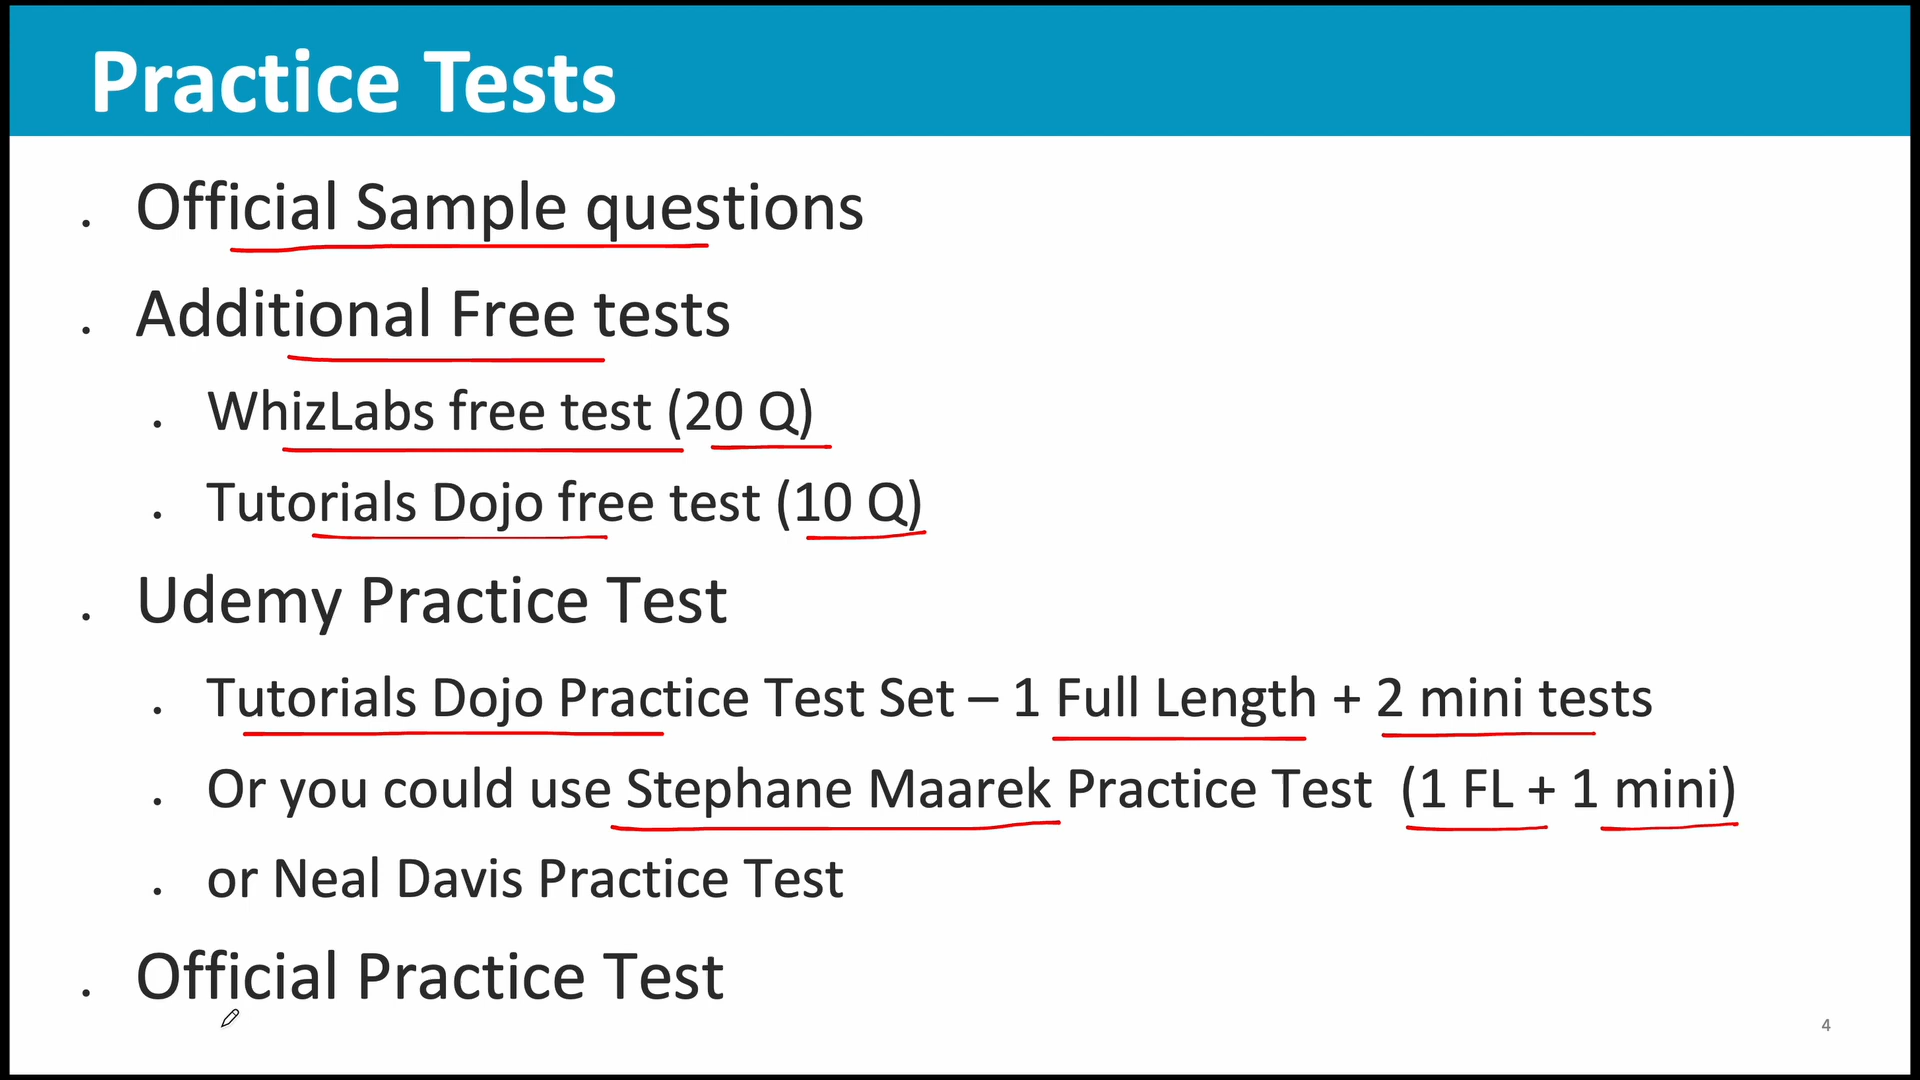 Practice Tests
. Official Sample questions
. Additional Free tests
. WhizLabs free test (20 Q)
. Tutorials Dojo free test (10 Q)
. Udemy Practice Test
. Tutorials Dojo Practice Test Set – 1 Full Length + 2 mini tests
. Or you could use Stephane Maarek Practice Test (1 FL + 1 mini)
. or Neal Davis Practice Test
. Official Practice Test
4